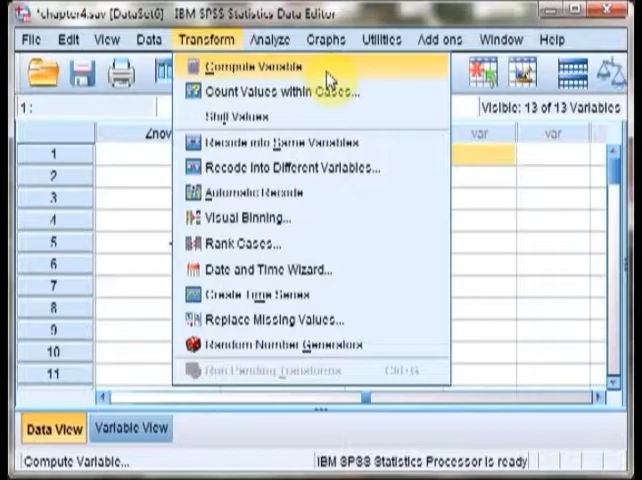 *chapter4.sav [DataSet6] IBM SPSS Statistics Data Editor
File Edit View Data Transform Analyze Graphs Utilities Add-ons Window Help
Compute Variable
Count Values within Cases...
Shift Values
1 : Visible: 13 of 13 Variables
Znov var var
Recode into Same Variables
Recode into Different Variables...
Automatic Recode
Visual Binning...
Rank Cases...
Date and Time Wizard...
Create Time Series
Replace Missing Values...
Random Number Generators
Run Pending Transforms Ctrl+G
1
2
3
4
5
6
7
8
9
10
11
Data View Variable View
Compute Variable... IBM SPSS Statistics Processor is ready